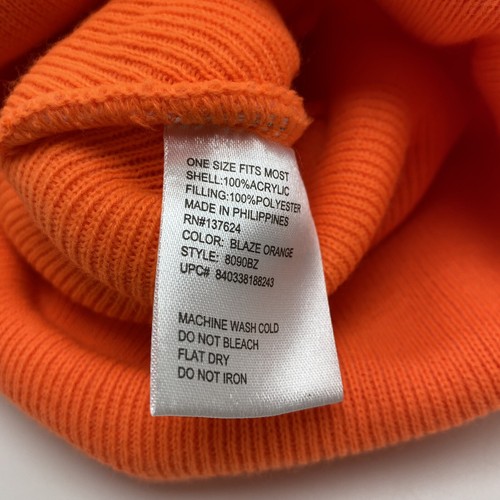 ONE SIZE FITS MOST
SHELL:100%ACRYLIC
FILLING:100%POLYESTER
MADE IN PHILIPPINES
RN#137624
COLOR: BLAZE ORANGE
STYLE: 8090BZ
UPC# 840338188243
MACHINE WASH COLD
DO NOT BLEACH
FLAT DRY
DO NOT IRON